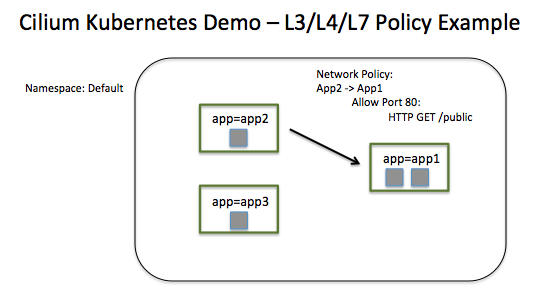 Cilium Kubernetes Demo – L3/L4/L7 Policy Example
Namespace: Default
Network Policy:
App2 -> App1
Allow Port 80:
HTTP GET /public
app=app2
app=app1
app=app3